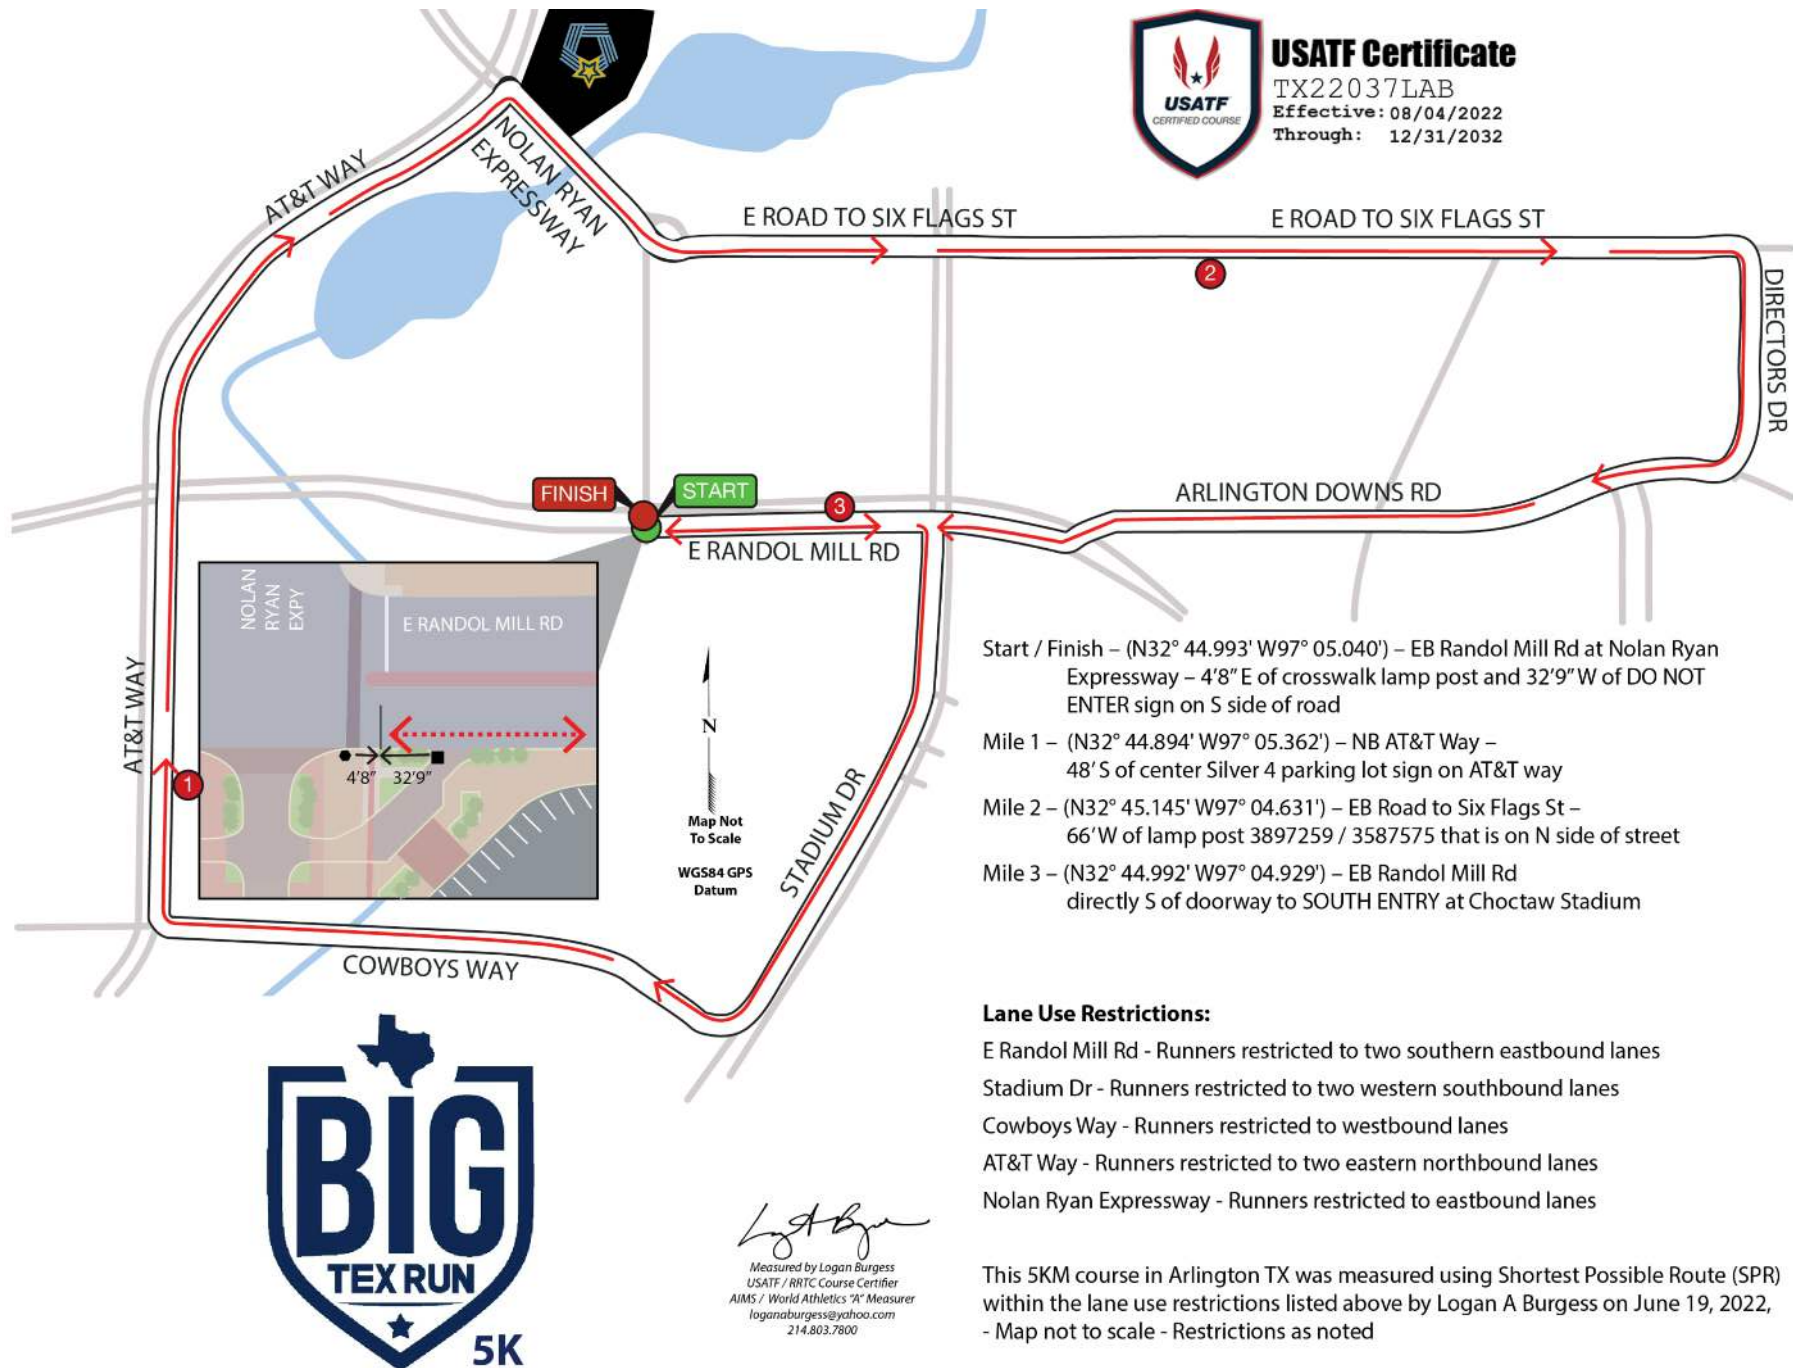 USATF
CERTIFIED COURSE
USATF Certificate
TX22037LAB
Effective: 08/04/2022
Through: 12/31/2032
AT&T WAY
NOLAN RYAN
EXPRESSWAY
E ROAD TO SIX FLAGS ST
E ROAD TO SIX FLAGS ST
2
DIRECTORS DR
FINISH
START
3
ARLINGTON DOWNS RD
E RANDOL MILL RD
NOLAN
RYAN
EXPY
E RANDOL MILL RD
4'8"
32'9"
AT&T WAY
1
N
Map Not
To Scale
WGS84 GPS
Datum
STADIUM DR
COWBOYS WAY
Start / Finish – (N32° 44.993' W97° 05.040') – EB Randol Mill Rd at Nolan Ryan
Expressway – 4'8" E of crosswalk lamp post and 32'9" W of DO NOT
ENTER sign on S side of road
Mile 1 – (N32° 44.894' W97° 05.362') – NB AT&T Way –
48' S of center Silver 4 parking lot sign on AT&T way
Mile 2 – (N32° 45.145' W97° 04.631') – EB Road to Six Flags St –
66' W of lamp post 3897259 / 3587575 that is on N side of street
Mile 3 – (N32° 44.992' W97° 04.929') – EB Randol Mill Rd
directly S of doorway to SOUTH ENTRY at Choctaw Stadium
Lane Use Restrictions:
E Randol Mill Rd - Runners restricted to two southern eastbound lanes
Stadium Dr - Runners restricted to two western southbound lanes
Cowboys Way - Runners restricted to westbound lanes
AT&T Way - Runners restricted to two eastern northbound lanes
Nolan Ryan Expressway - Runners restricted to eastbound lanes
BIG
TEX RUN
5K
Measured by Logan Burgess
USATF / RRTC Course Certifier
AIMS / World Athletics "A" Measurer
loganaburgess@yahoo.com
214.803.7800
This 5KM course in Arlington TX was measured using Shortest Possible Route (SPR)
within the lane use restrictions listed above by Logan A Burgess on June 19, 2022,
- Map not to scale - Restrictions as noted